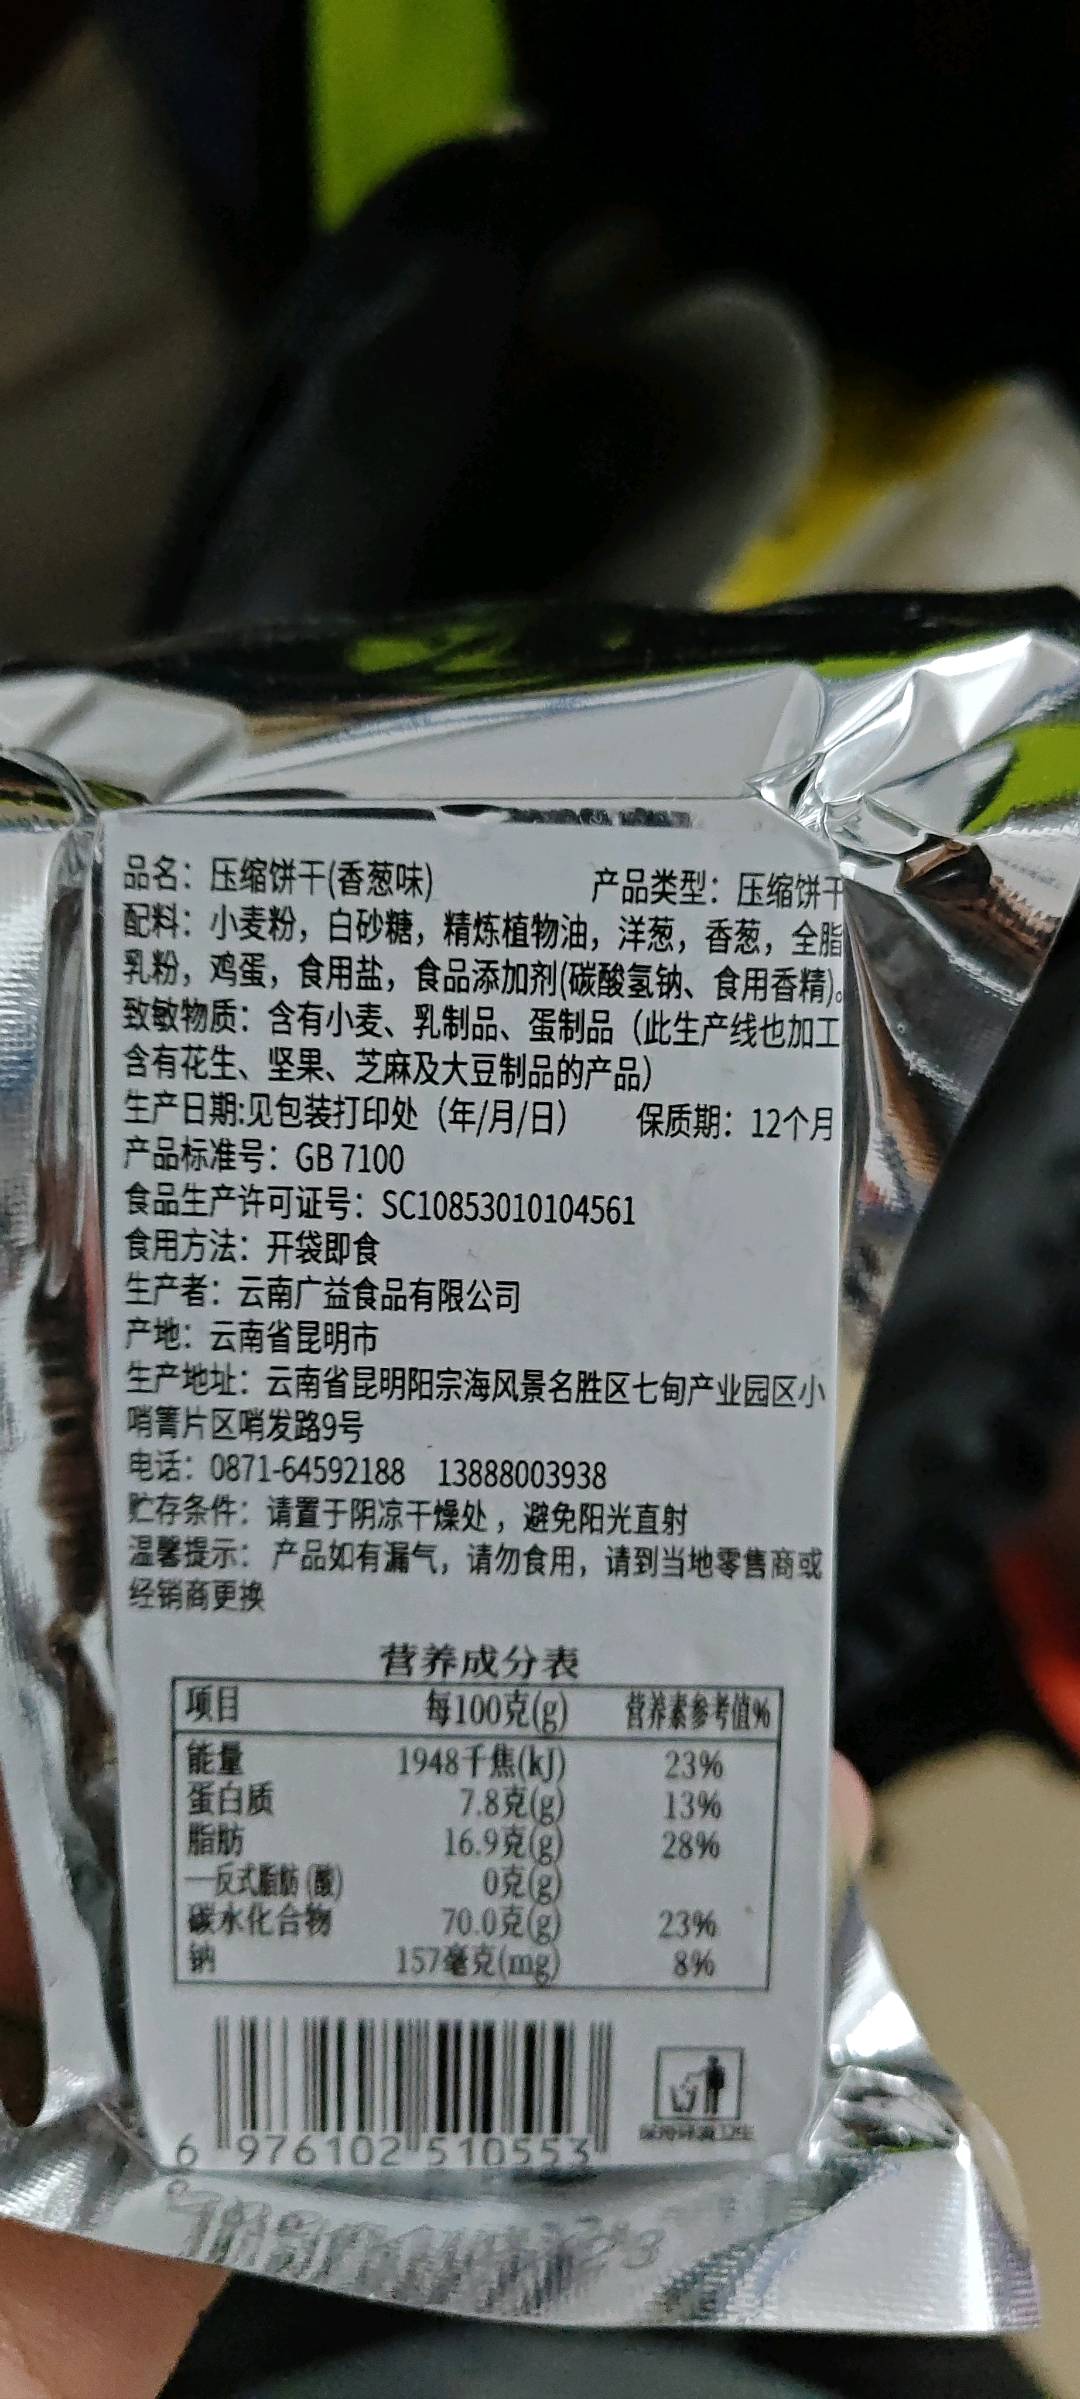 品名：压缩饼干(香葱味) 产品类型：压缩饼干
配料：小麦粉，白砂糖，精炼植物油，洋葱，香葱，全脂
乳粉，鸡蛋，食用盐，食品添加剂(碳酸氢钠、食用香精)。
致敏物质：含有小麦、乳制品、蛋制品（此生产线也加工
含有花生、坚果、芝麻及大豆制品的产品）
生产日期:见包装打印处（年/月/日） 保质期：12个月
产品标准号：GB 7100
食品生产许可证号：SC10853010104561
食用方法：开袋即食
生产者：云南广益食品有限公司
产地：云南省昆明市
生产地址：云南省昆明阳宗海风景名胜区七甸产业园区小
哨箐片区哨发路9号
电话：0871-64592188 13888003938
贮存条件：请置于阴凉干燥处，避免阳光直射
温馨提示：产品如有漏气，请勿食用，请到当地零售商或
经销商更换
营养成分表
项目 每100克(g) 营养素参考值%
能量 1948千焦(kJ) 23%
蛋白质 7.8克(g) 13%
脂肪 16.9克(g) 28%
—反式脂肪(酸) 0克(g)
碳水化合物 70.0克(g) 23%
钠 157毫克(mg) 8%
6 976102 510553